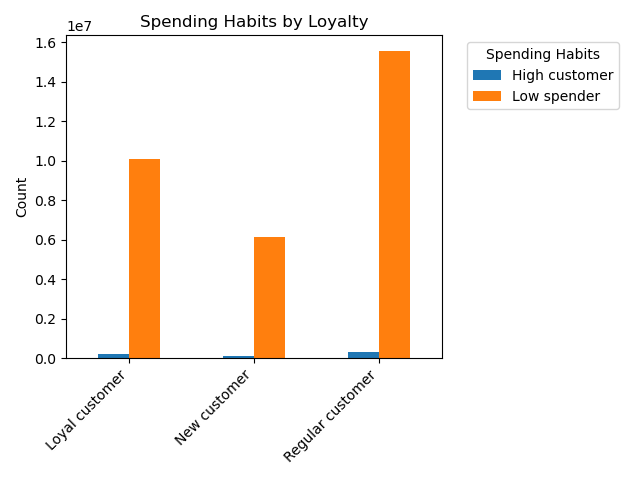 Spending Habits by Loyalty
1e7
1.6
1.4
1.2
1.0
0.8
0.6
0.4
0.2
0.0
Count
Loyal customer
New customer
Regular customer
Spending Habits
High customer
Low spender